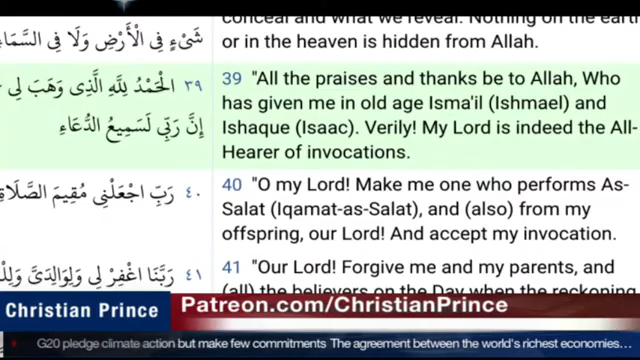 conceal and what we reveal. Nothing on the earth
شَيْءٍ فِي الْأَرْضِ وَلَا فِي السَّمَاءِ
or in the heaven is hidden from Allah.
٣٩ الْحَمْدُ لِلَّهِ الَّذِي وَهَبَ لِي
إِنَّ رَبِّي لَسَمِيعُ الدُّعَاءِ
39 "All the praises and thanks be to Allah, Who
has given me in old age Isma'il (Ishmael) and
Ishaque (Isaac). Verily! My Lord is indeed the All-
Hearer of invocations.
٤٠ رَبِّ اجْعَلْنِي مُقِيمَ الصَّلَاةِ
40 "O my Lord! Make me one who performs As-
Salat (Iqamat-as-Salat), and (also) from my
offspring, our Lord! And accept my invocation.
٤١ رَبَّنَا اغْفِرْ لِي وَلِوَالِدَيَّ
41 "Our Lord! Forgive me and my parents, and
(all) the believers on the Day when the reckoning
Christian Prince
Patreon.com/ChristianPrince
G20 pledge climate action but make few commitments The agreement between the world's richest economies...